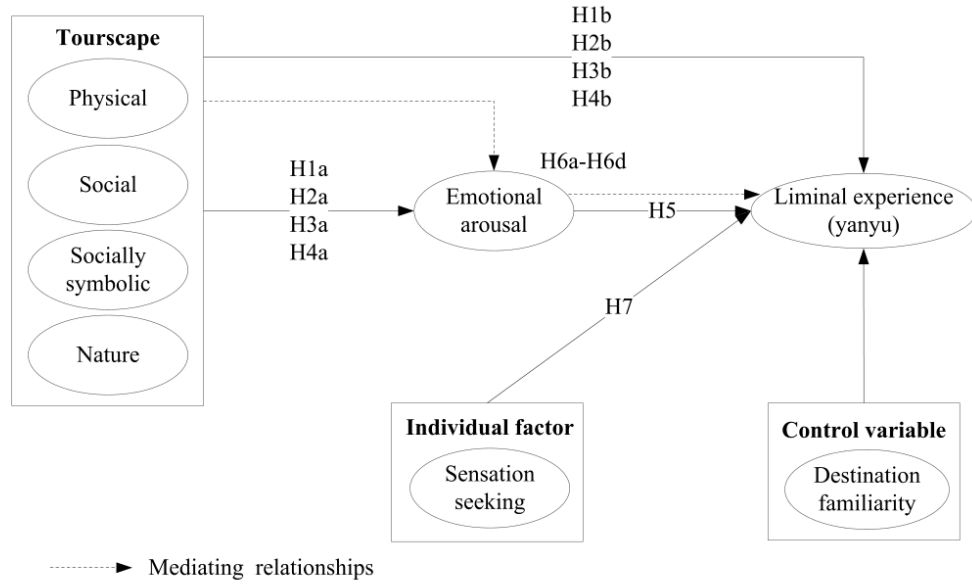 Tourscape
Physical
Social
Socially
symbolic
Nature
H1a
H2a
H3a
H4a
H1b
H2b
H3b
H4b
Emotional
arousal
H6a-H6d
H5
Liminal experience
(yanyu)
H7
Individual factor
Sensation
seeking
Control variable
Destination
familiarity
Mediating relationships